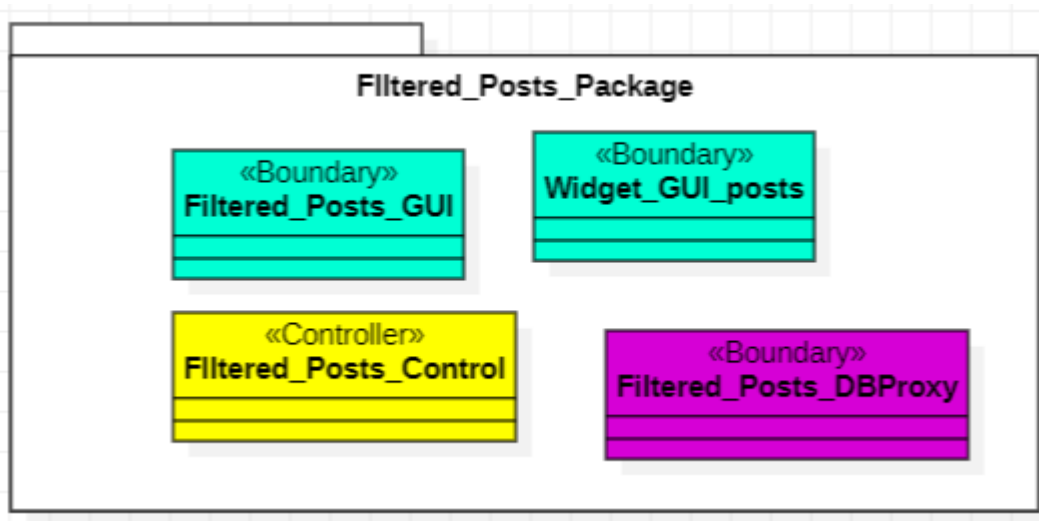 FIltered_Posts_Package
«Boundary»
Filtered_Posts_GUI
«Boundary»
Widget_GUI_posts
«Controller»
FIltered_Posts_Control
«Boundary»
Filtered_Posts_DBProxy